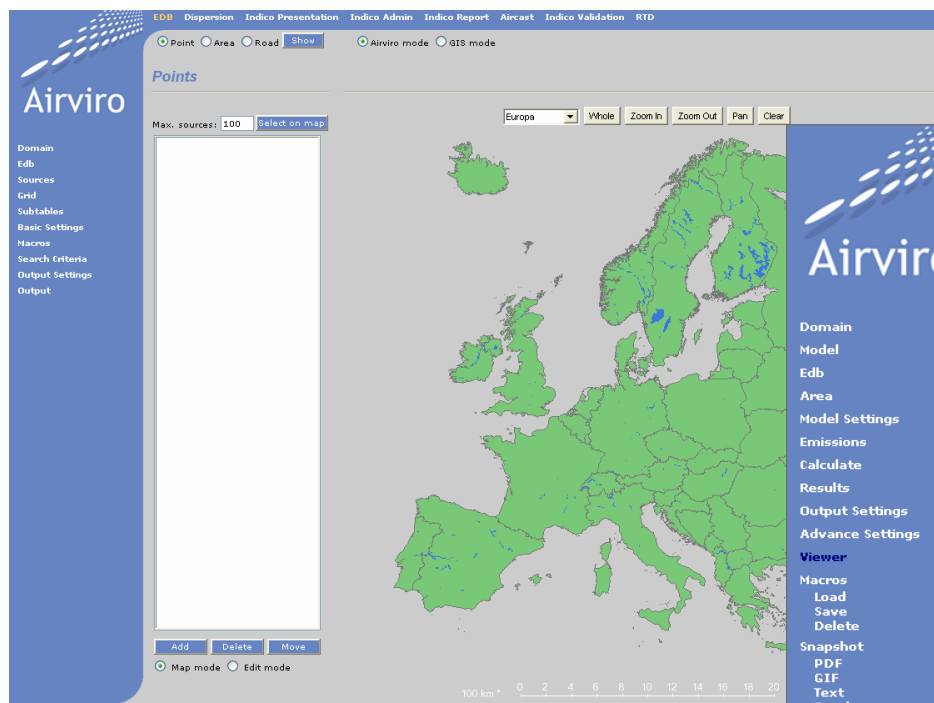 EDB Dispersion Indico Presentation Indico Admin Indico Report Aircast Indico Validation RTD
Point Area Road Show Airviro mode GIS mode
Points
Airviro
Max. sources: 100 Select on map
Europa Whole Zoom In Zoom Out Pan Clear
Domain
Edb
Sources
Grid
Subtables
Basic Settings
Macros
Search Criteria
Output Settings
Output
Add Delete Move
Map mode Edit mode
100 km * 0 2 4 6 8 10 12 14 16 18 20
Airviro
Domain
Model
Edb
Area
Model Settings
Emissions
Calculate
Results
Output Settings
Advance Settings
Viewer
Macros
Load
Save
Delete
Snapshot
PDF
GIF
Text